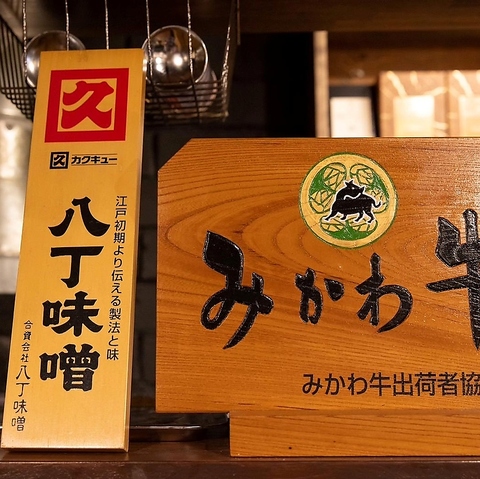 久
久 カクキュー
江戸初期より伝える製法と味
八丁味噌
合資会社八丁味噌
みかわ牛
みかわ牛出荷者協